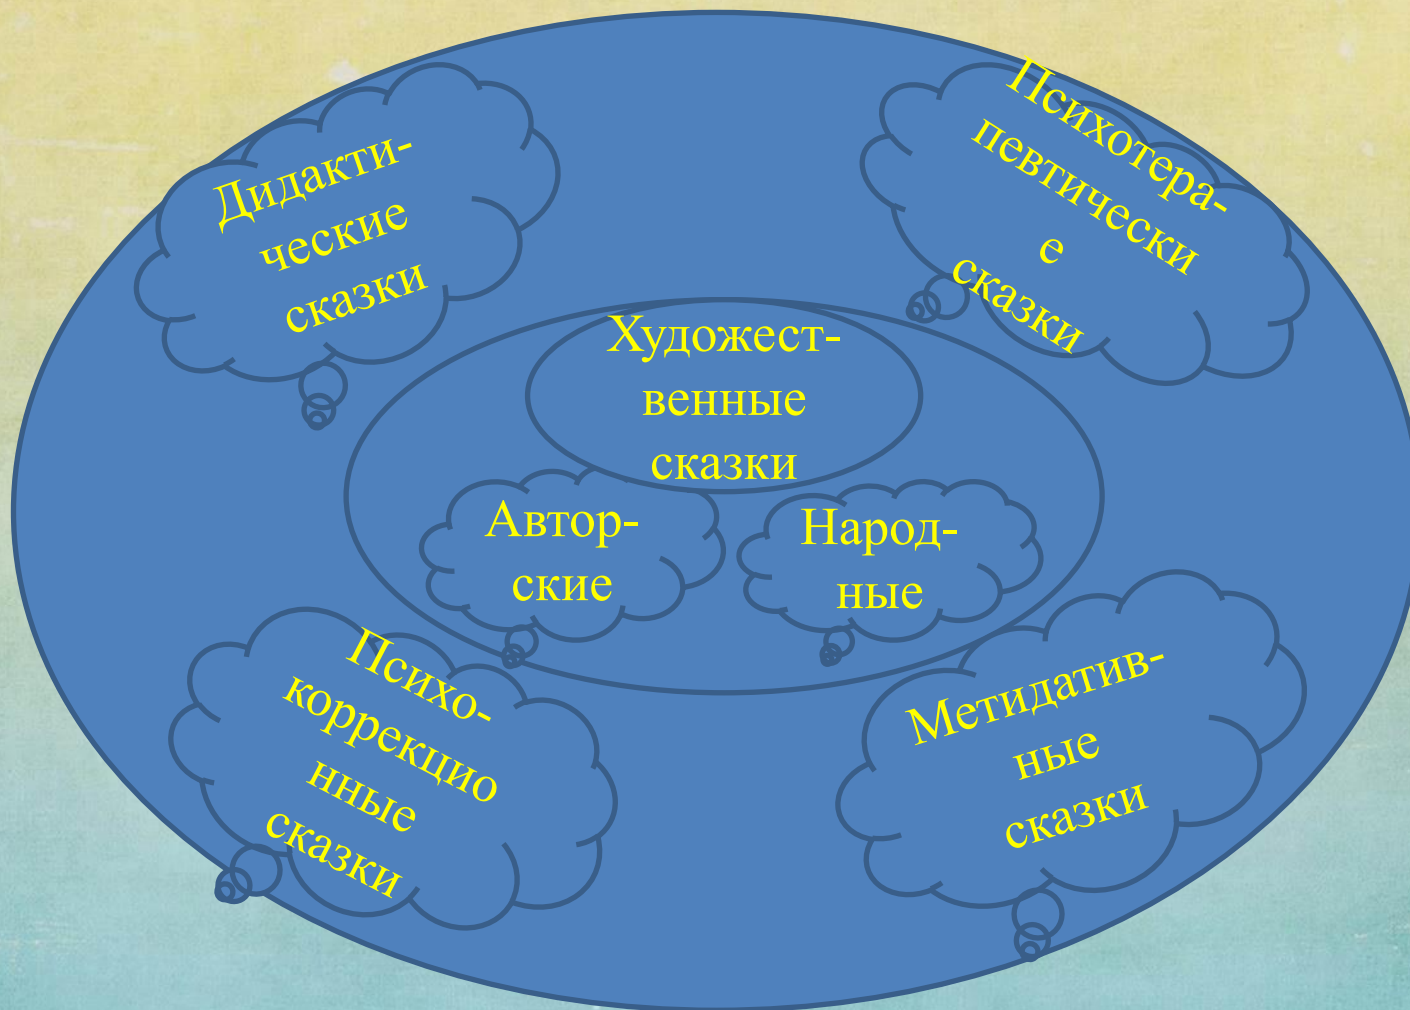 Дидакти-
ческие
сказки
Психотера-
певтически
е
сказки
Художест-
венные
сказки
Автор-
ские
Народ-
ные
Психо-
коррекцио
нные
сказки
Метидатив-
ные
сказки